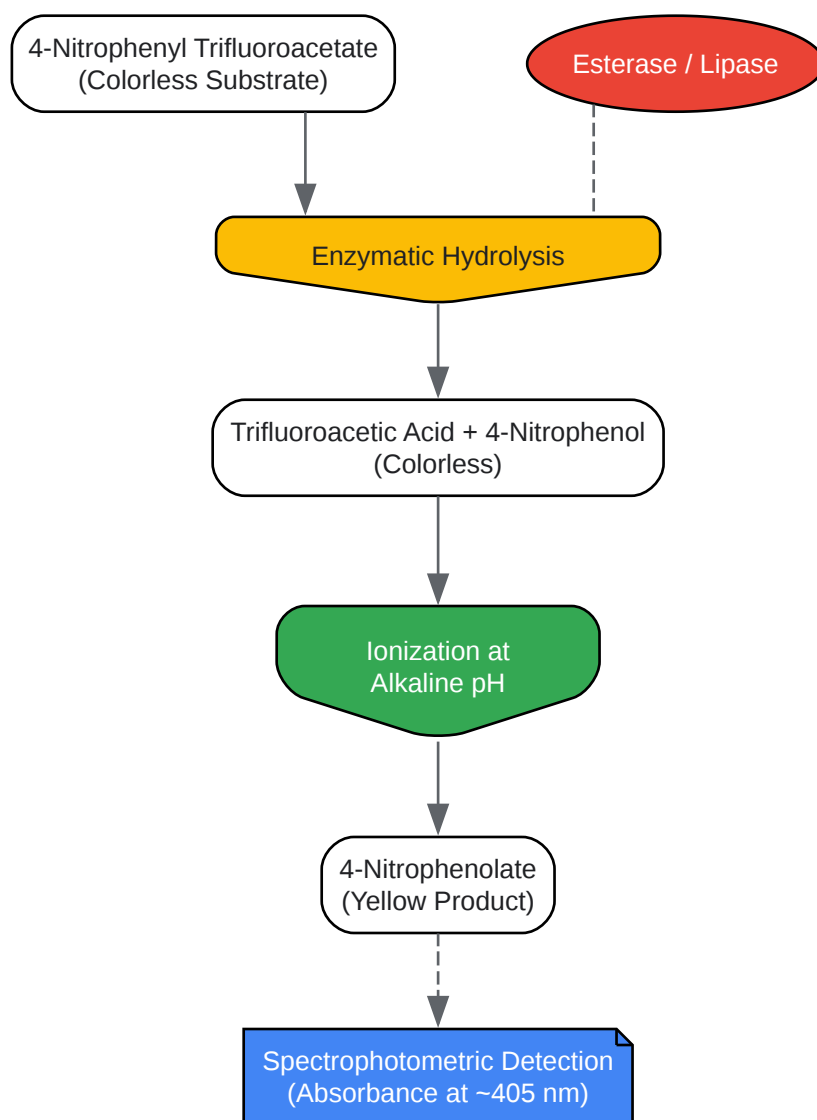 4-Nitrophenyl Trifluoroacetate
(Colorless Substrate)
Esterase / Lipase
Enzymatic Hydrolysis
Trifluoroacetic Acid + 4-Nitrophenol
(Colorless)
Ionization at
Alkaline pH
4-Nitrophenolate
(Yellow Product)
Spectrophotometric Detection
(Absorbance at ~405 nm)